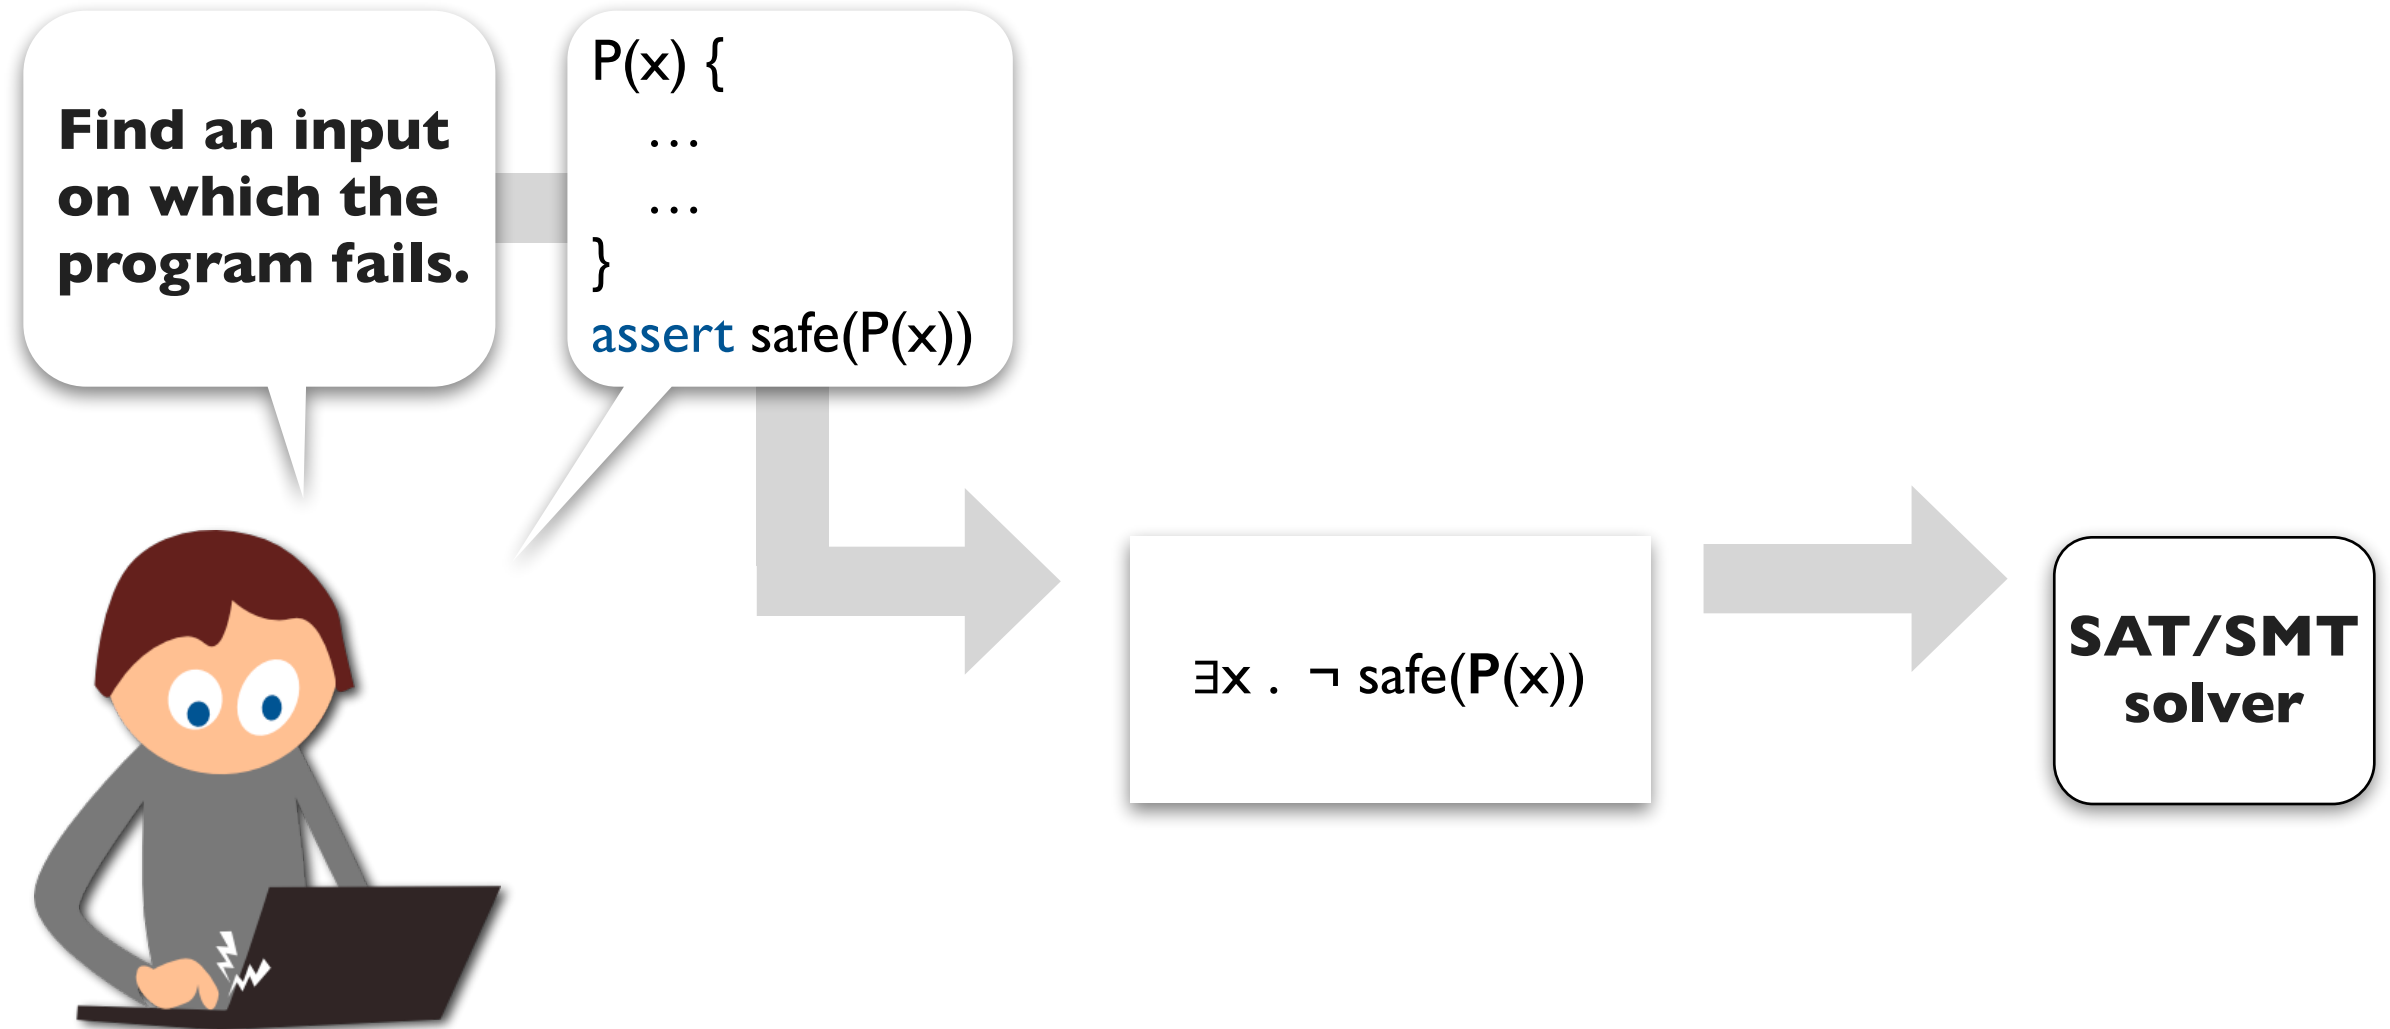 Find an input
on which the
program fails.
P(x) {
…
…
}
assert safe(P(x))
∃x . ¬ safe(P(x))
SAT/SMT
solver